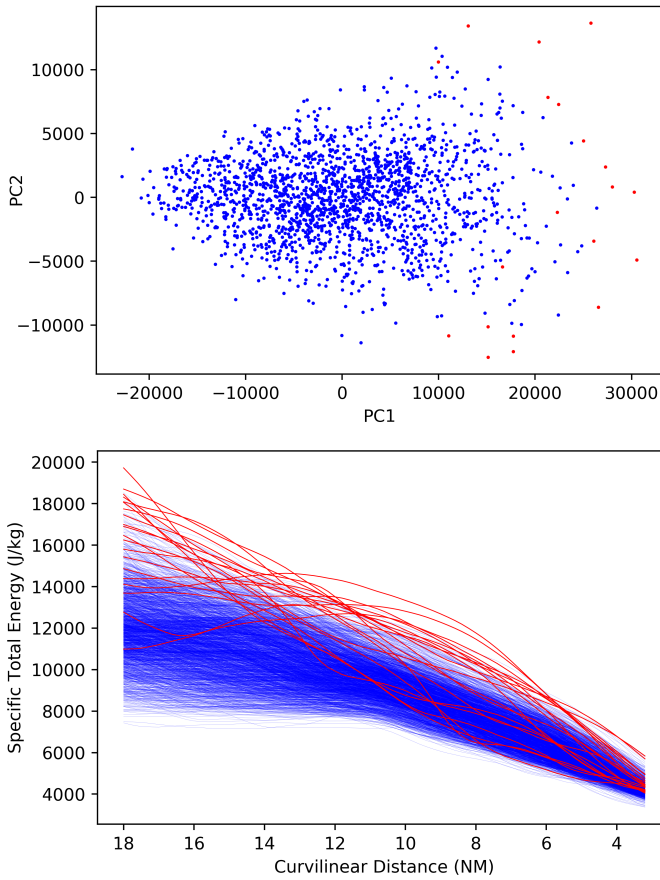 10000
5000
0
−5000
−10000
PC2
−20000 −10000 0 10000 20000 30000
PC1
20000
18000
16000
14000
12000
10000
8000
6000
4000
Specific Total Energy (J/kg)
18 16 14 12 10 8 6 4
Curvilinear Distance (NM)